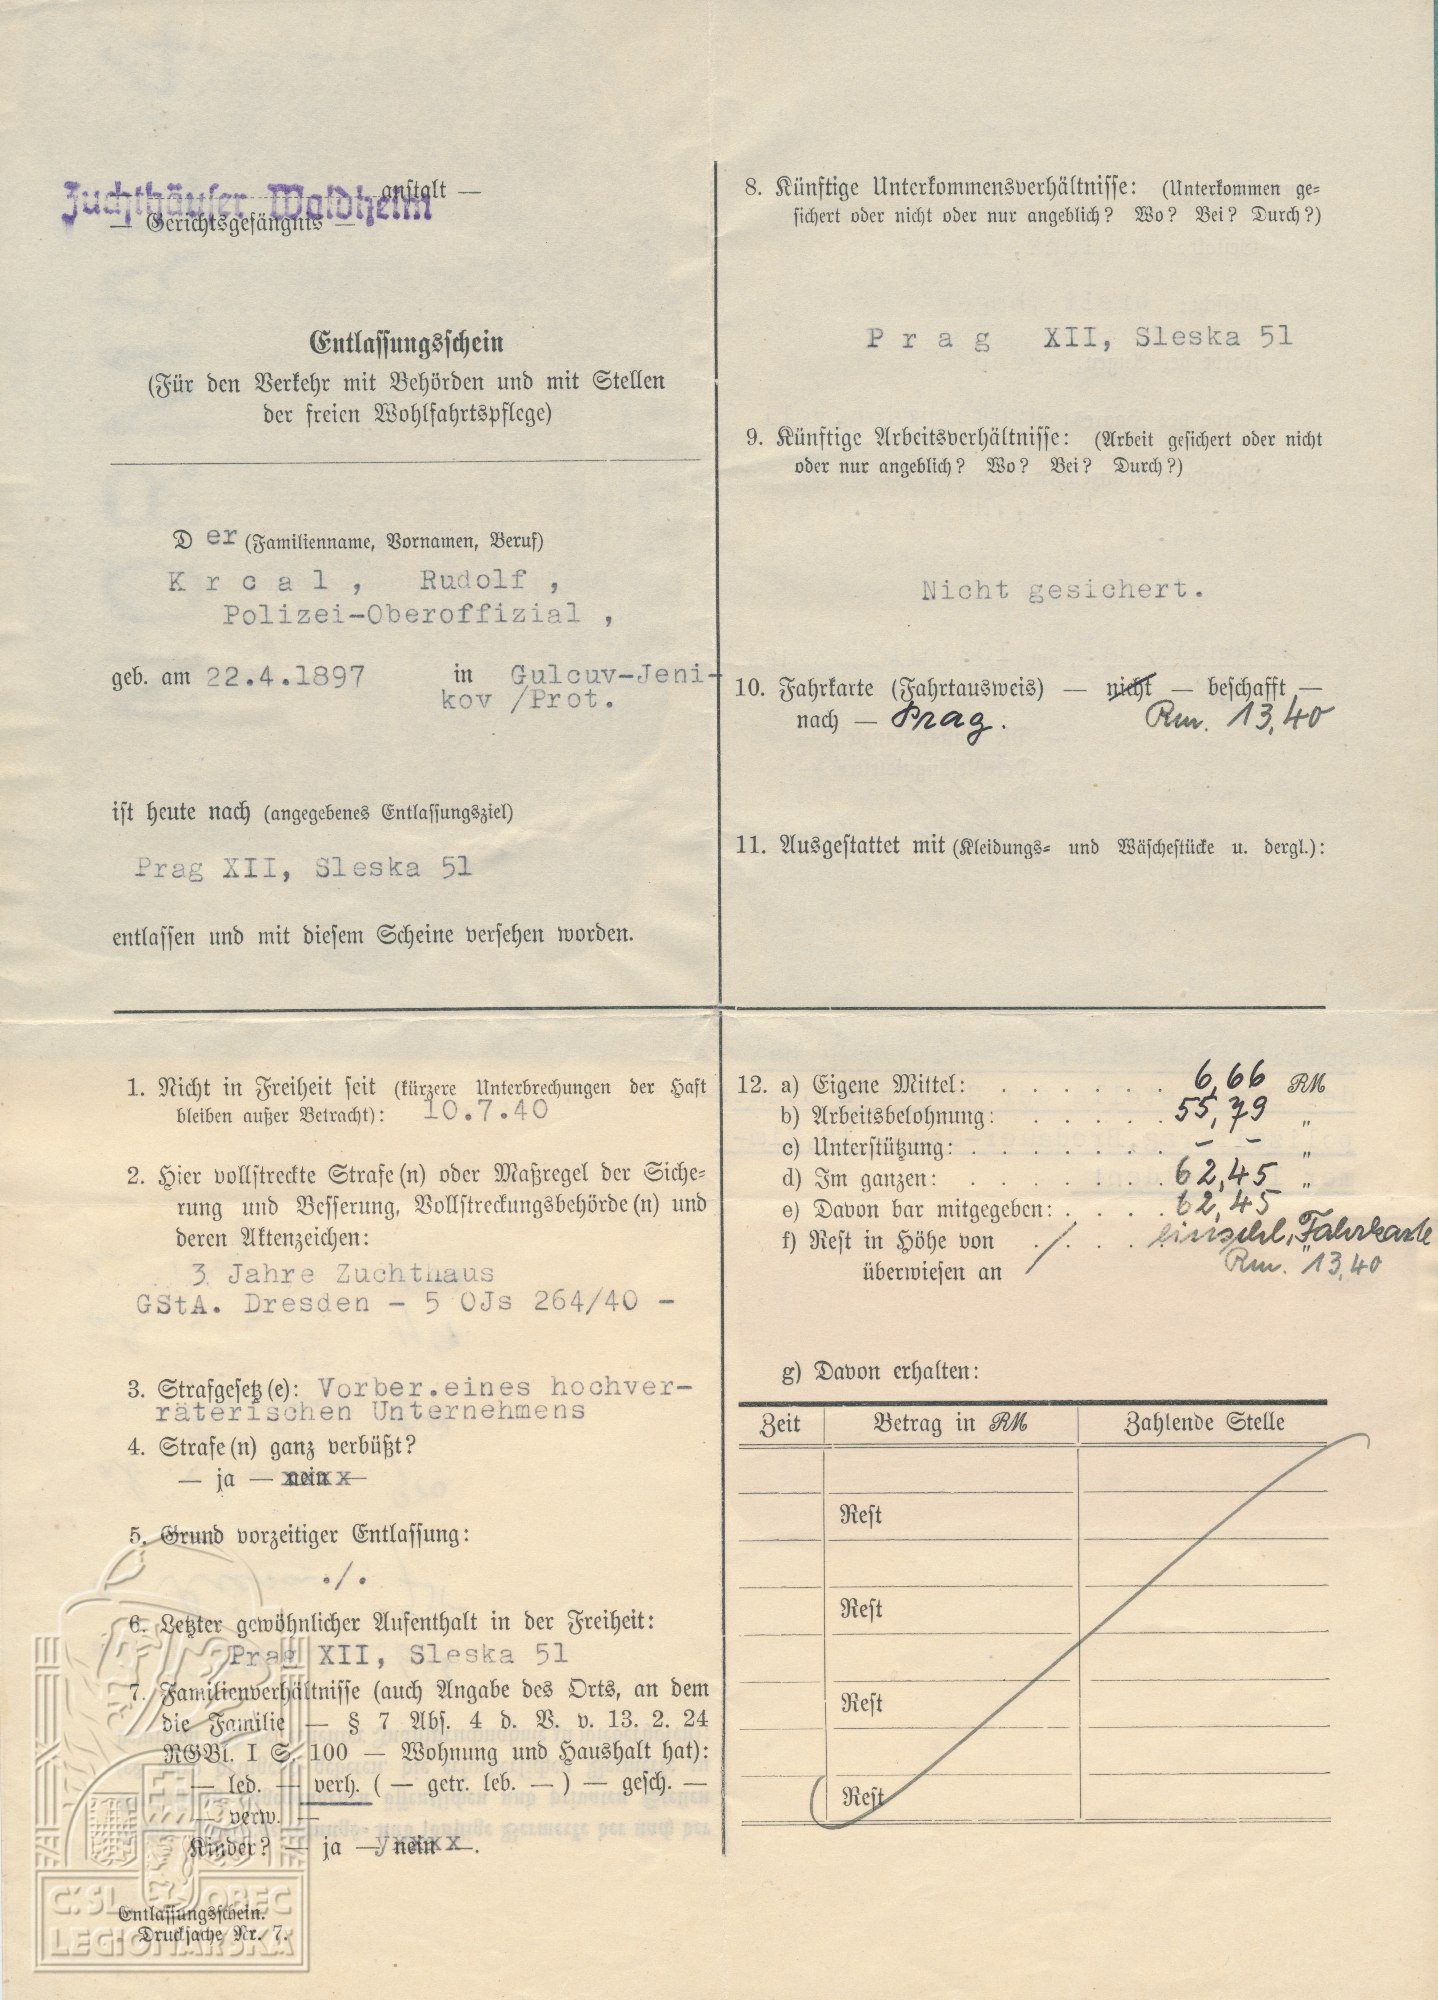 Zuchthäuser Waldheim
anstalt —
— Gerichtsgefängnis —
Entlassungsschein
(Für den Verkehr mit Behörden und mit Stellen
der freien Wohlfahrtspflege)
D er (Familienname, Vornamen, Beruf)
K r c a l , Rudolf ,
Polizei-Oberoffizial ,
geb. am 22.4.1897 in Gulcuv-Jeni-
kov /Prot.
ist heute nach (angegebenes Entlassungsziel)
Prag XII, Sleska 51
entlassen und mit diesem Scheine versehen worden.
1. Nicht in Freiheit seit (kürzere Unterbrechungen der Haft
bleiben außer Betracht): 10.7.40
2. Hier vollstreckte Strafe(n) oder Maßregel der Siche-
rung und Besserung, Vollstreckungsbehörde(n) und
deren Aktenzeichen:
3 Jahre Zuchthaus
GStA. Dresden - 5 OJs 264/40 -
3. Strafgesetz(e): Vorber.eines hochver-
räterischen Unternehmens
4. Strafe(n) ganz verbüßt?
— ja — nein —
5. Grund vorzeitiger Entlassung:
./.
6. Letzter gewöhnlicher Aufenthalt in der Freiheit:
Prag XII, Sleska 51
7. Familienverhältnisse (auch Angabe des Orts, an dem
die Familie — § 7 Abs. 4 d. V. v. 13. 2. 24
RGBl. I S. 100 — Wohnung und Haushalt hat):
— led. — verh. ( — getr. leb. — ) — gesch. —
— verw. —
Kinder? — ja — nein —.
Entlassungsschein.
Drucksache Nr. 7.
8. Künftige Unterkommensverhältnisse: (Unterkommen ge-
sichert oder nicht oder nur angeblich? Wo? Bei? Durch?)
P r a g XII, Sleska 51
9. Künftige Arbeitsverhältnisse: (Arbeit gesichert oder nicht
oder nur angeblich? Wo? Bei? Durch?)
Nicht gesichert.
10. Fahrkarte (Fahrtausweis) — nicht — beschafft —
nach — Prag. Rm. 13,40
11. Ausgestattet mit (Kleidungs- und Wäschestücke u. dergl.):
12. a) Eigene Mittel: . . . . . . 6,66 RM
b) Arbeitsbelohnung: . . . . . 55,79 "
c) Unterstützung: . . . . . . . – – "
d) Im ganzen: . . . . . . . 62,45 "
e) Davon bar mitgegeben: . . . . 62,45
f) Rest in Höhe von . / . . . einschl. Fahrkarte
überwiesen an Rm. 13,40 "
g) Davon erhalten:
Zeit Betrag in RM Zahlende Stelle
Rest
Rest
Rest
Rest
Č.SL. OBEC
LEGIONÁŘSKÁ